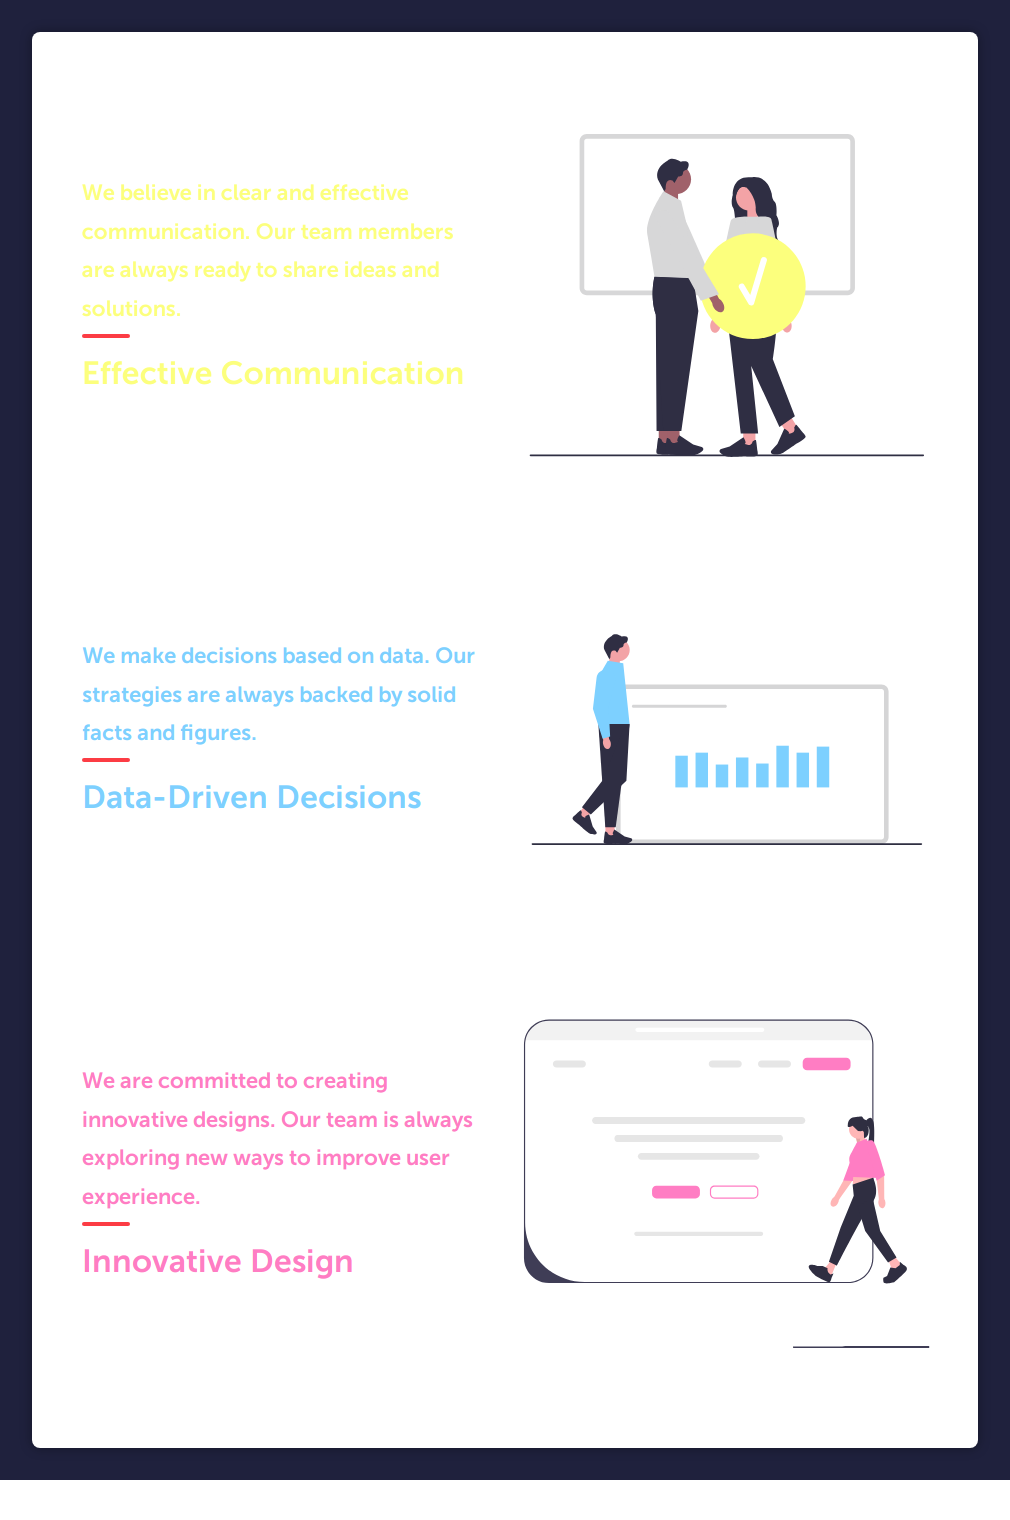 We believe in clear and effective
communication. Our team members
are always ready to share ideas and
solutions.
Effective Communication
We make decisions based on data. Our
strategies are always backed by solid
facts and figures.
Data-Driven Decisions
We are committed to creating
innovative designs. Our team is always
exploring new ways to improve user
experience.
Innovative Design